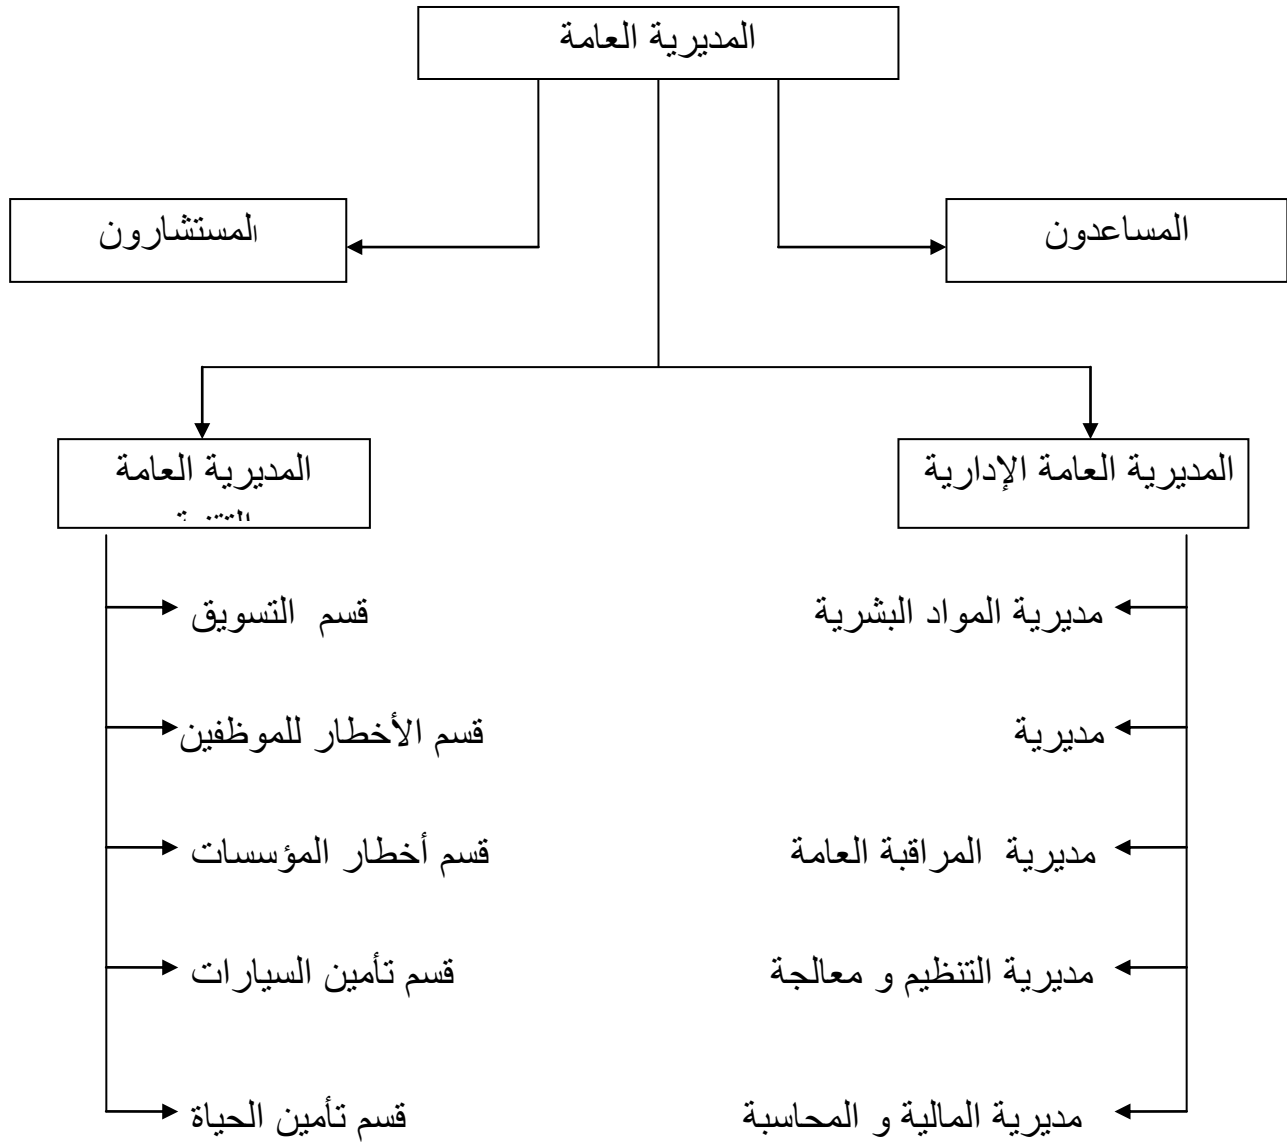 المديرية العامة
المساعدون
المستشارون
المديرية العامة الإدارية
المديرية العامة
مديرية المواد البشرية
قسم التسويق
مديرية
قسم الأخطار للموظفين
مديرية المراقبة العامة
قسم أخطار المؤسسات
مديرية التنظيم و معالجة
قسم تأمين السيارات
مديرية المالية و المحاسبة
قسم تأمين الحياة